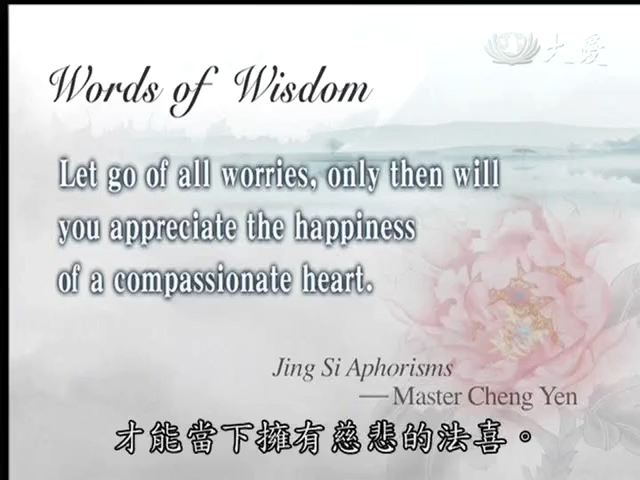 大愛
Words of Wisdom
Let go of all worries, only then will
you appreciate the happiness
of a compassionate heart.
Jing Si Aphorisms
—Master Cheng Yen
才能當下擁有慈悲的法喜。